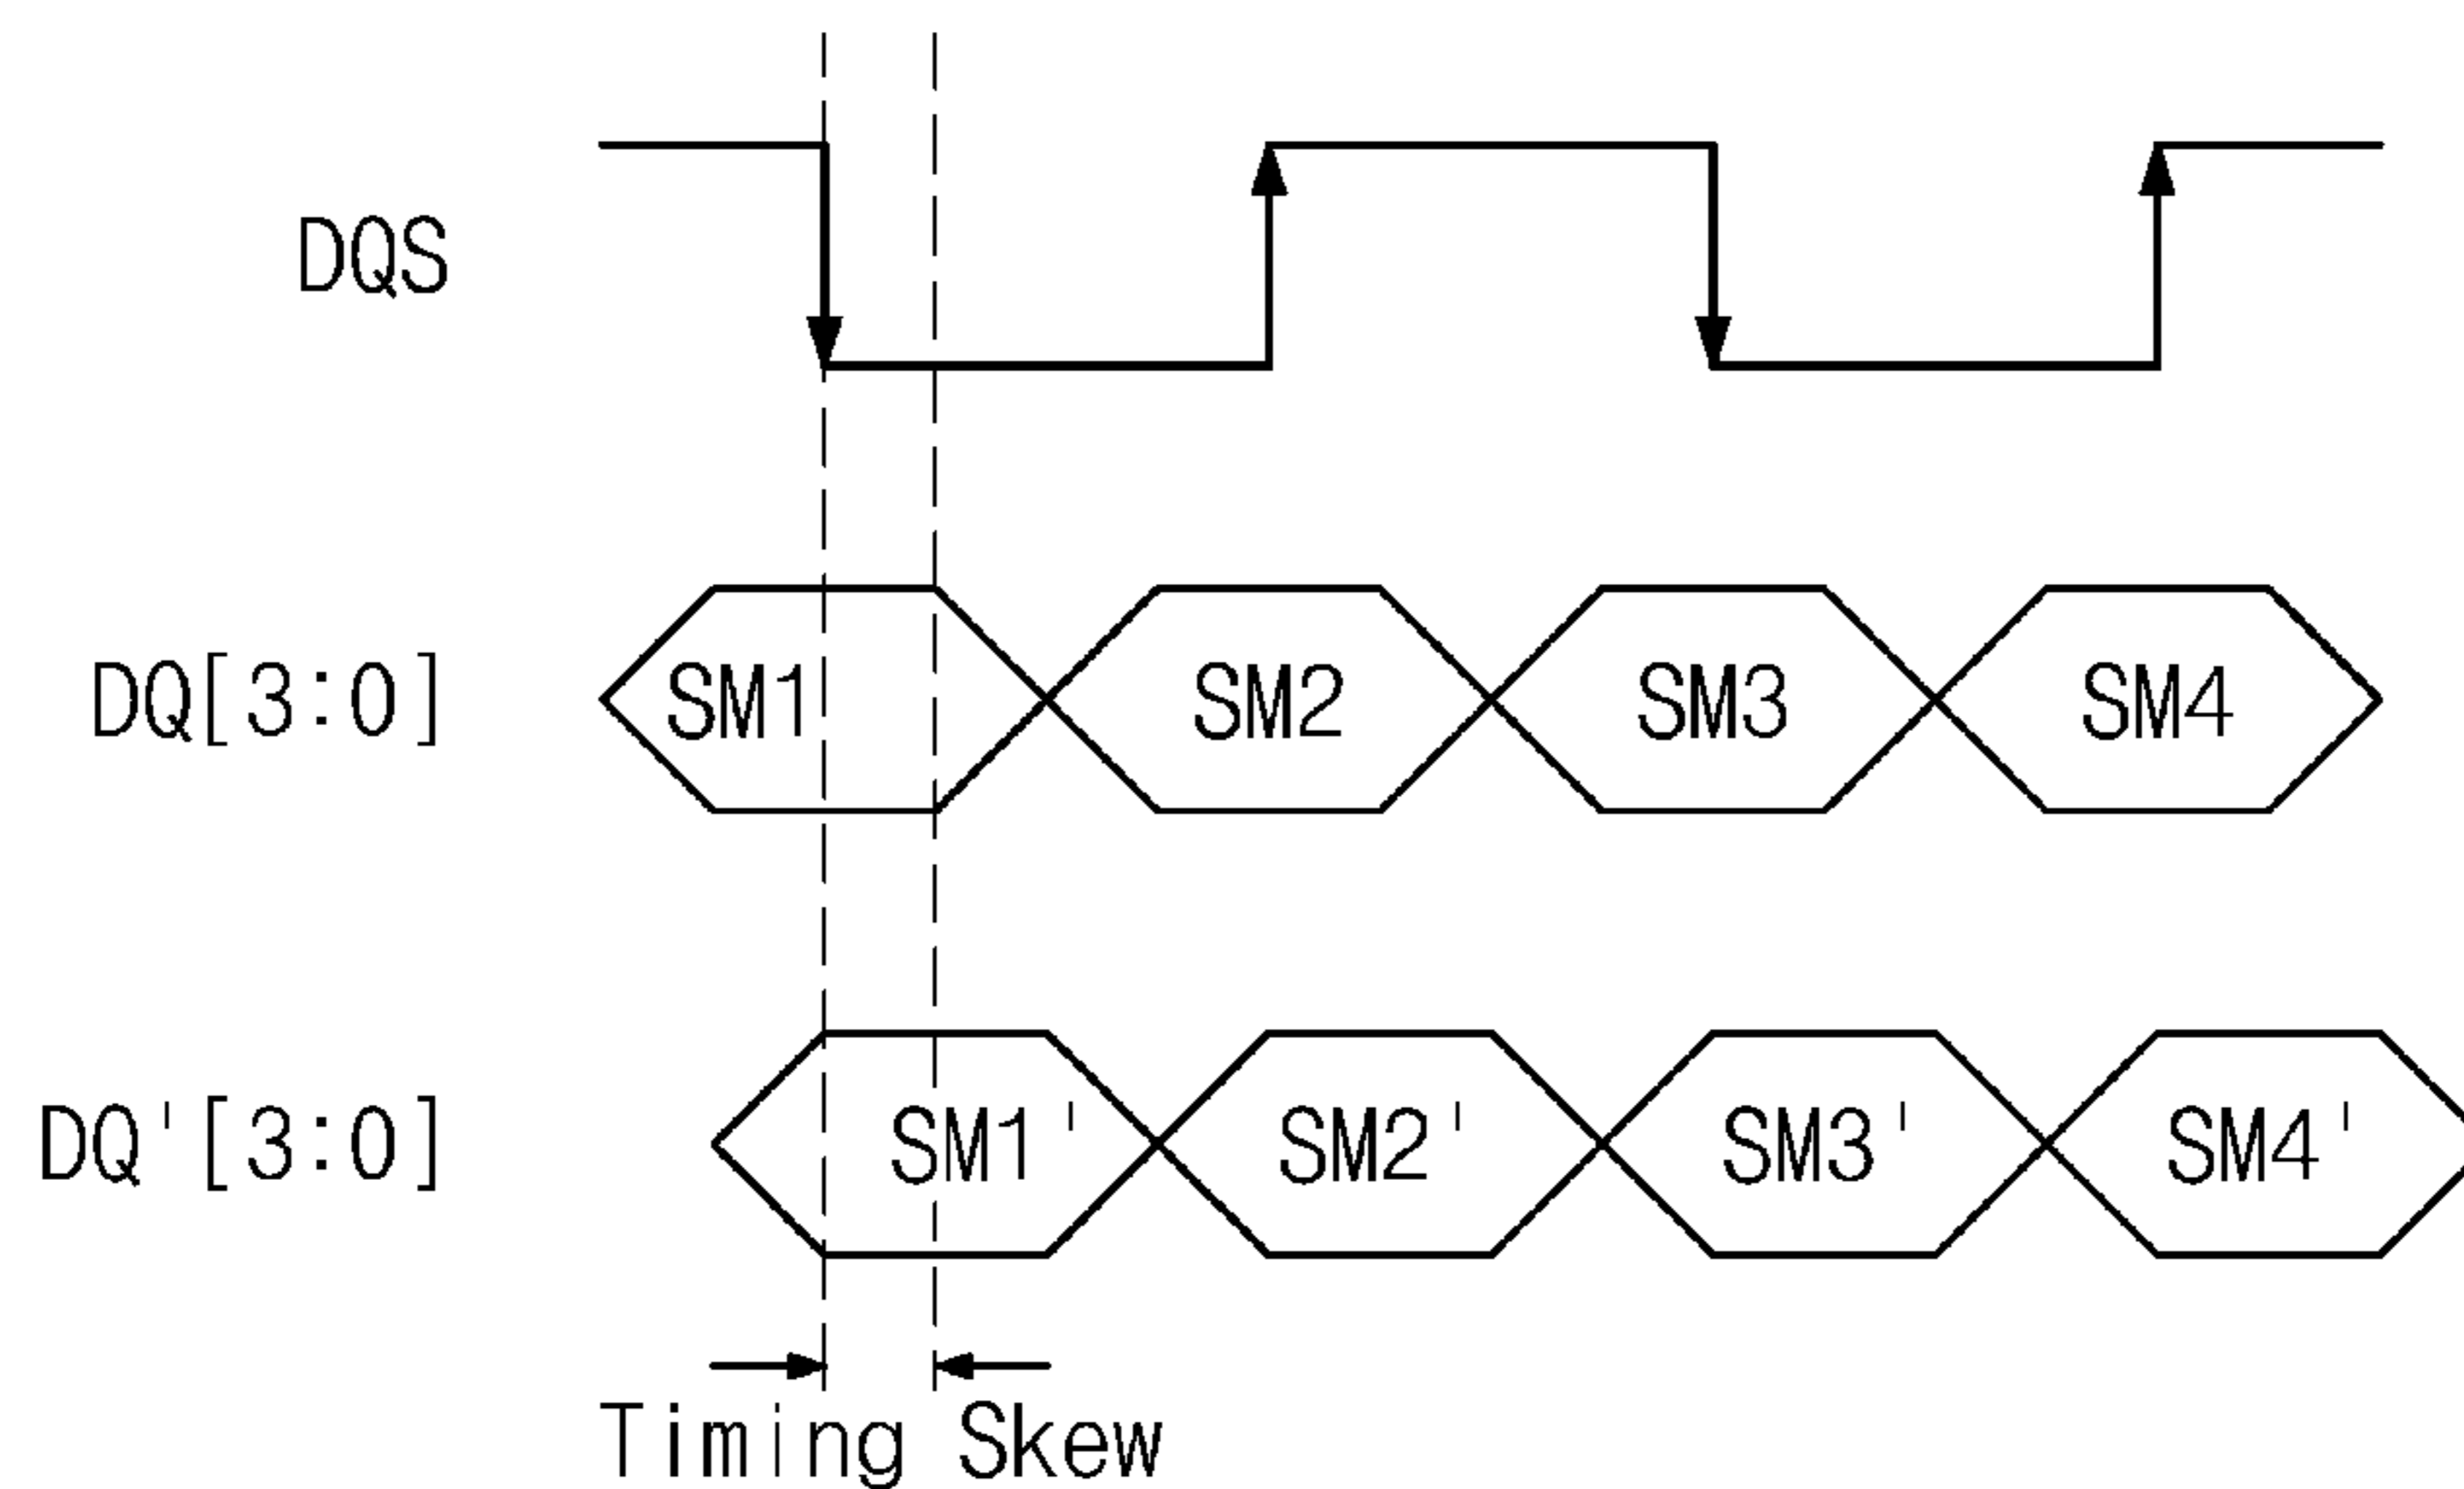 DQS
DQ[3:0]
SM1 SM2 SM3 SM4
DQ'[3:0]
SM1' SM2' SM3' SM4'
Timing Skew